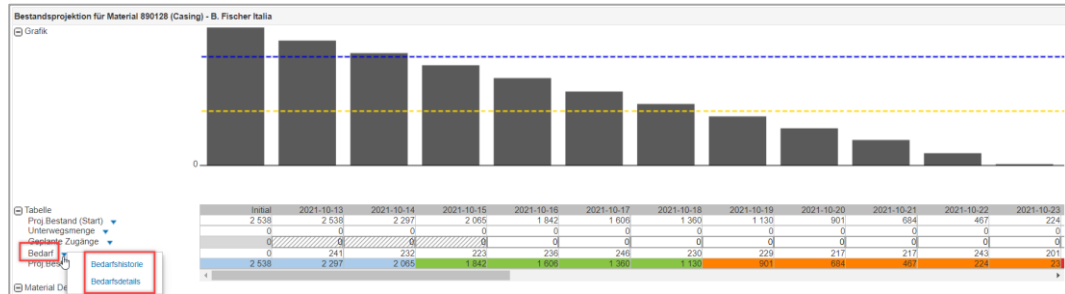 Bestandsprojektion für Material 890128 (Casing) - B. Fischer Italia
Grafik
0
Tabelle Initial 2021-10-13 2021-10-14 2021-10-15 2021-10-16 2021-10-17 2021-10-18 2021-10-19 2021-10-20 2021-10-21 2021-10-22 2021-10-23
Proj.Bestand (Start) 2 538 2 538 2 297 2 065 1 842 1 606 1 360 1 130 901 684 467 224
Unterwegsmenge 0 0 0 0 0 0 0 0 0 0 0 0
Geplante Zugänge 0 0 0 0 0 0 0 0 0 0 0 0
Bedarf 0 241 232 223 236 246 230 229 217 217 243 201
Proj.Bes 2 538 2 297 2 065 1 842 1 606 1 360 1 130 901 684 467 224 23
Bedarfshistorie
Bedarfsdetails
Material De